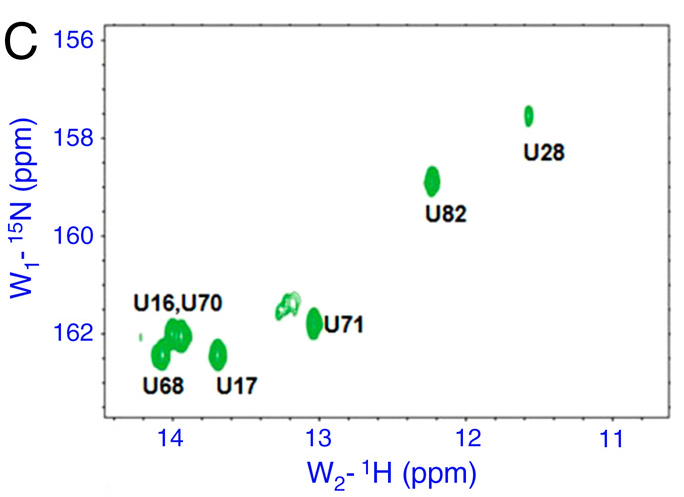 C
156
158
160
162
W1- 15N (ppm)
U28
U82
U16,U70
U71
U68
U17
14
13
12
11
W2- 1H (ppm)